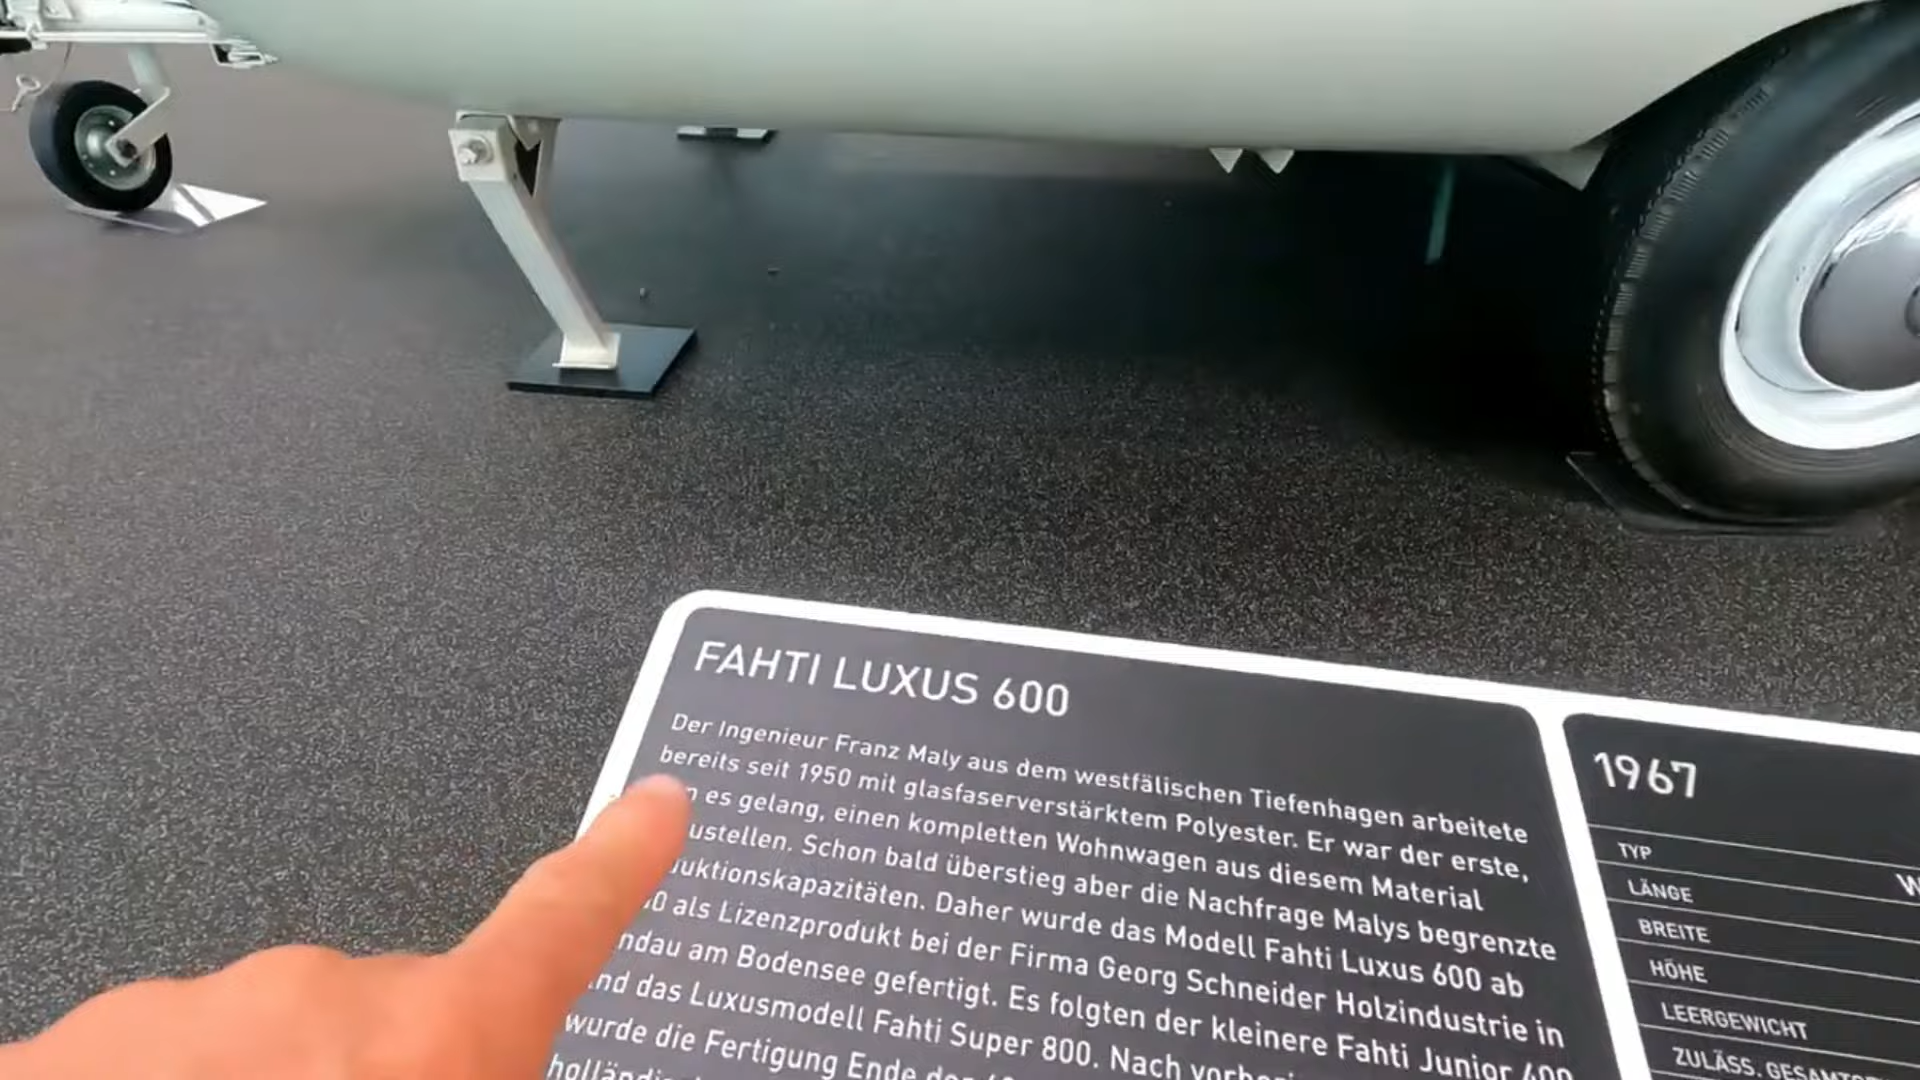 FAHTI LUXUS 600
Der Ingenieur Franz Maly aus dem westfälischen Tiefenhagen arbeitete
bereits seit 1950 mit glasfaserverstärktem Polyester. Er war der erste,
es gelang, einen kompletten Wohnwagen aus diesem Material
ustellen. Schon bald überstieg aber die Nachfrage Malys begrenzte
duktionskapazitäten. Daher wurde das Modell Fahti Luxus 600 ab
0 als Lizenzprodukt bei der Firma Georg Schneider Holzindustrie in
ndau am Bodensee gefertigt. Es folgten der kleinere Fahti Junior 400
nd das Luxusmodell Fahti Super 800. Nach
wurde die Fertigung Ende
1967
TYP
LÄNGE
BREITE
HÖHE
LEERGEWICHT
ZULÄSS.